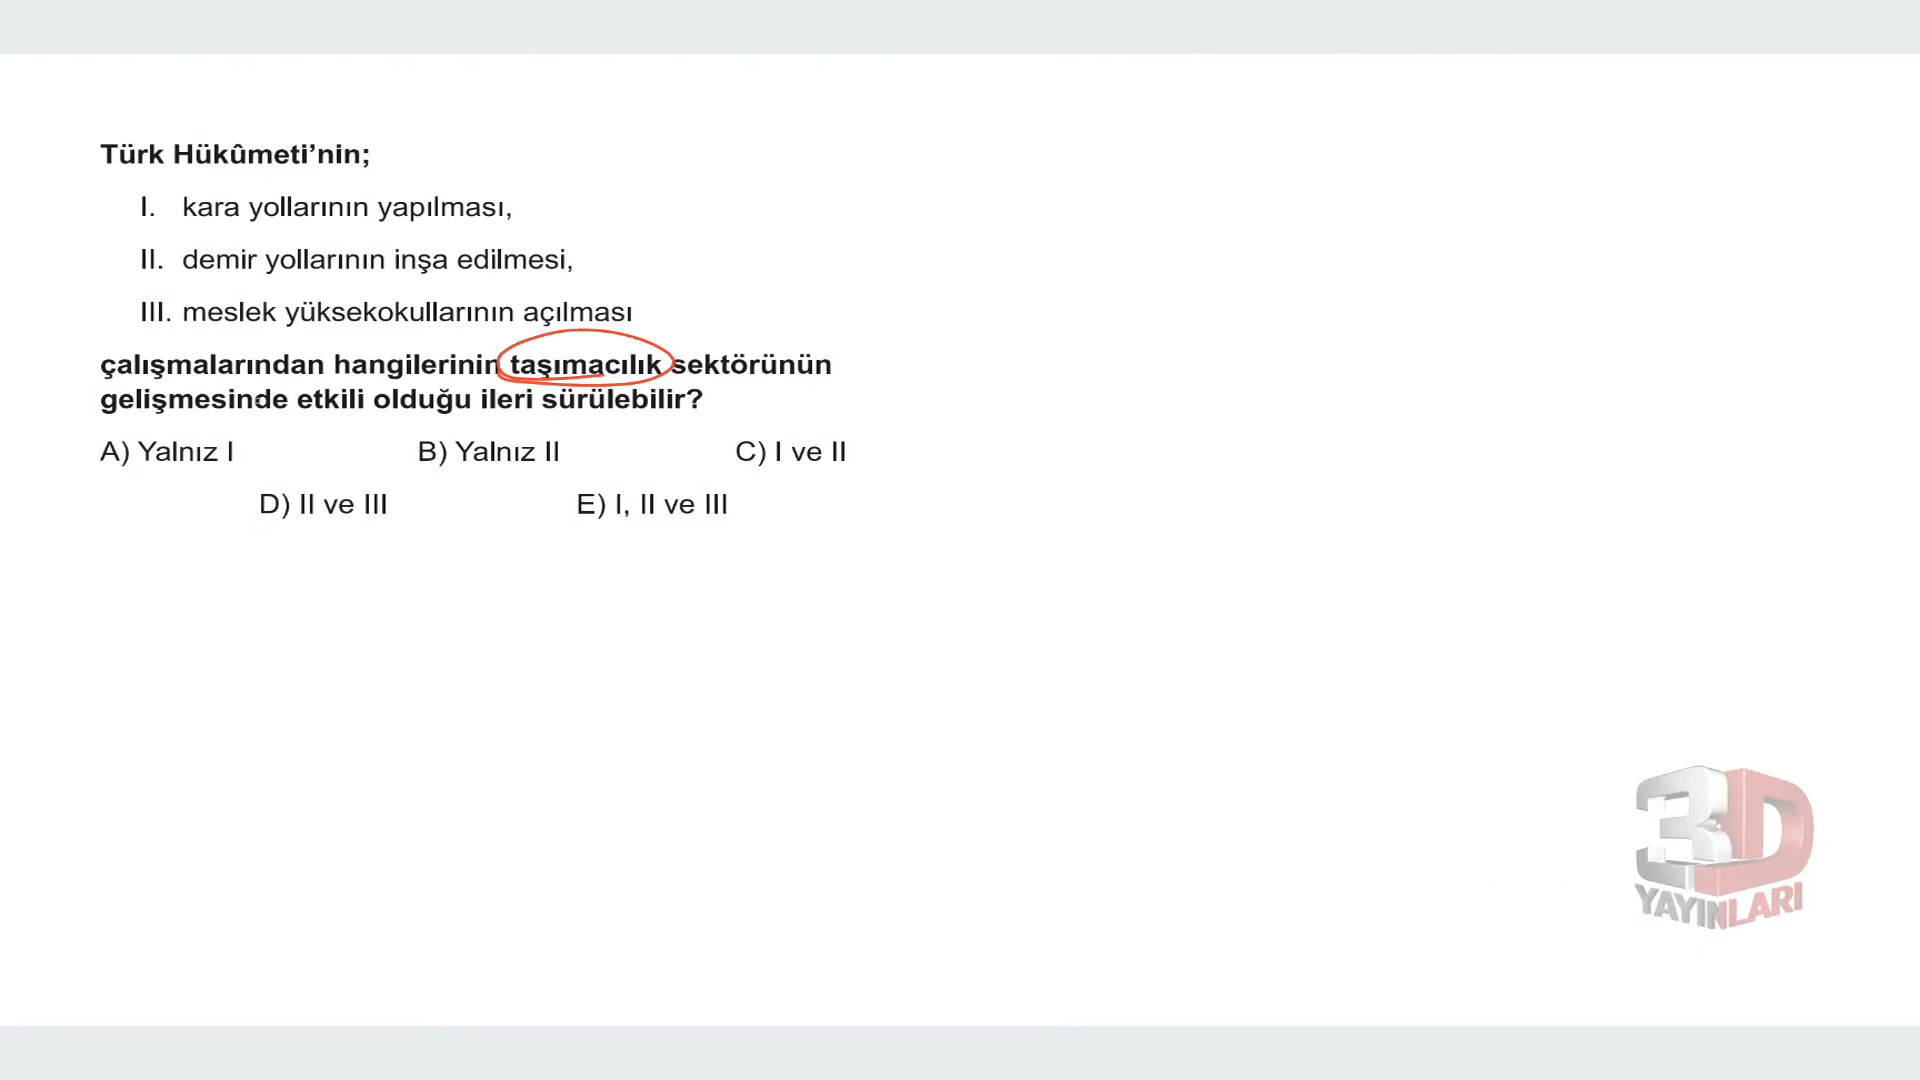 Türk Hükûmeti’nin;
I. kara yollarının yapılması,
II. demir yollarının inşa edilmesi,
III. meslek yüksekokullarının açılması
çalışmalarından hangilerinin taşımacılık sektörünün
gelişmesinde etkili olduğu ileri sürülebilir?
A) Yalnız I B) Yalnız II C) I ve II
D) II ve III E) I, II ve III
3D
YAYINLARI